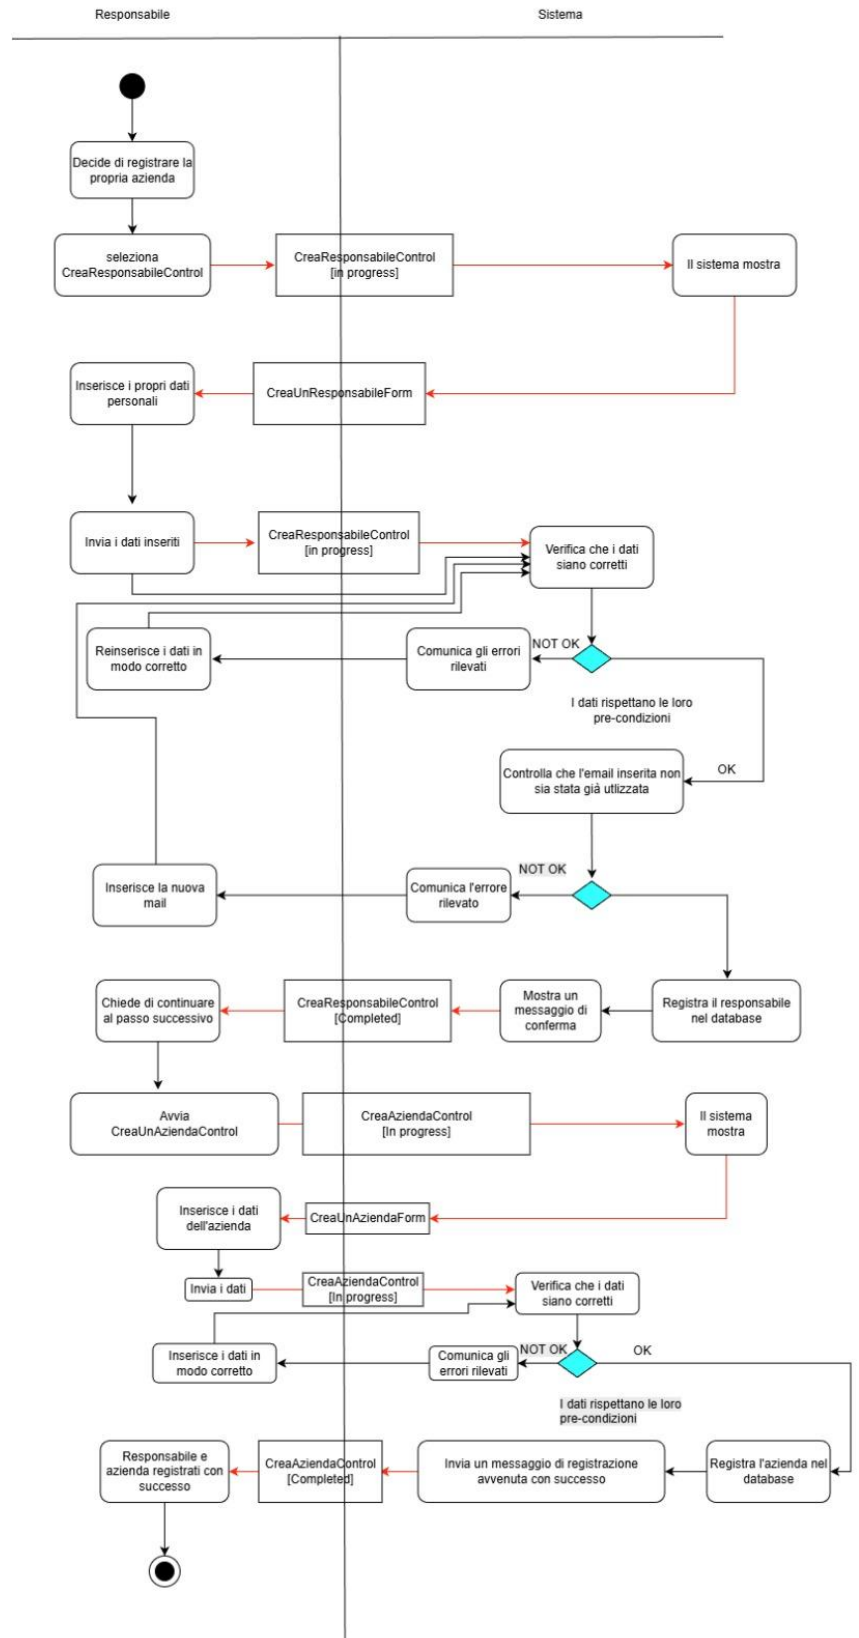 Responsabile
Sistema
Decide di registrare la
propria azienda
seleziona
CreaResponsabileControl
CreaResponsabileControl
[in progress]
Il sistema mostra
Inserisce i propri dati
personali
CreaUnResponsabileForm
Invia i dati inseriti
CreaResponsabileControl
[in progress]
Verifica che i dati
siano corretti
Reinserisce i dati in
modo corretto
Comunica gli errori
rilevati
NOT OK
I dati rispettano le loro
pre-condizioni
OK
Controlla che l'email inserita non
sia stata già utlizzata
NOT OK
Inserisce la nuova
mail
Comunica l'errore
rilevato
Chiede di continuare
al passo successivo
CreaResponsabileControl
[Completed]
Mostra un
messaggio di
conferma
Registra il responsabile
nel database
Avvia
CreaUnAziendaControl
CreaAziendaControl
[In progress]
Il sistema
mostra
Inserisce i dati
dell'azienda
CreaUnAziendaForm
Invia i dati
CreaAziendaControl
[In progress]
Verifica che i dati
siano corretti
Inserisce i dati in
modo corretto
Comunica gli
errori rilevati
NOT OK
OK
I dati rispettano le loro
pre-condizioni
Responsabile e
azienda registrati con
successo
CreaAziendaControl
[Completed]
Invia un messaggio di registrazione
avvenuta con successo
Registra l'azienda nel
database